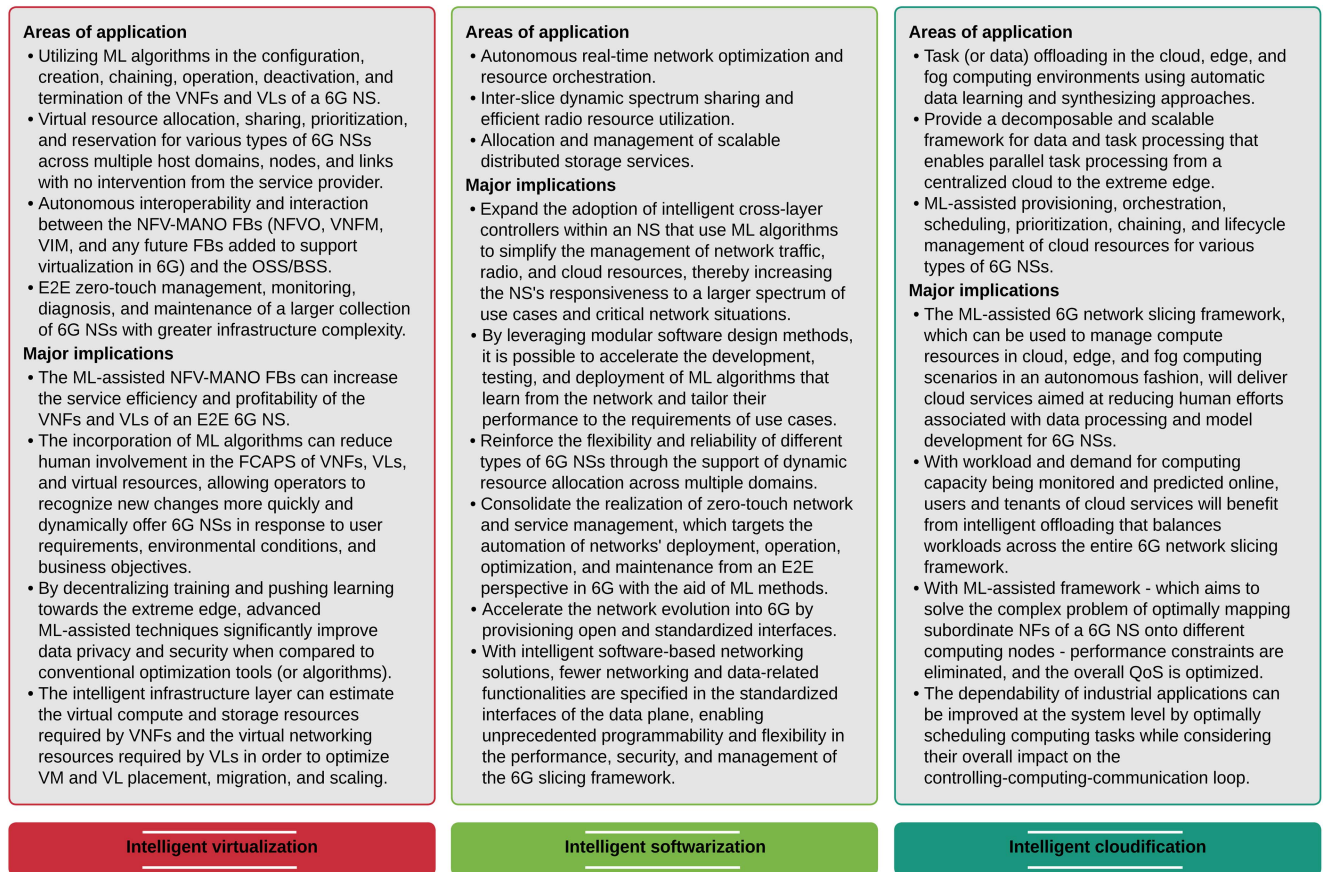 Areas of application
• Utilizing ML algorithms in the configuration,
creation, chaining, operation, deactivation, and
termination of the VNFs and VLs of a 6G NS.
• Virtual resource allocation, sharing, prioritization,
and reservation for various types of 6G NSs
across multiple host domains, nodes, and links
with no intervention from the service provider.
• Autonomous interoperability and interaction
between the NFV-MANO FBs (NFVO, VNFM,
VIM, and any future FBs added to support
virtualization in 6G) and the OSS/BSS.
• E2E zero-touch management, monitoring,
diagnosis, and maintenance of a larger collection
of 6G NSs with greater infrastructure complexity.
Major implications
• The ML-assisted NFV-MANO FBs can increase
the service efficiency and profitability of the
VNFs and VLs of an E2E 6G NS.
• The incorporation of ML algorithms can reduce
human involvement in the FCAPS of VNFs, VLs,
and virtual resources, allowing operators to
recognize new changes more quickly and
dynamically offer 6G NSs in response to user
requirements, environmental conditions, and
business objectives.
• By decentralizing training and pushing learning
towards the extreme edge, advanced
ML-assisted techniques significantly improve
data privacy and security when compared to
conventional optimization tools (or algorithms).
• The intelligent infrastructure layer can estimate
the virtual compute and storage resources
required by VNFs and the virtual networking
resources required by VLs in order to optimize
VM and VL placement, migration, and scaling.
Intelligent virtualization
Areas of application
• Autonomous real-time network optimization and
resource orchestration.
• Inter-slice dynamic spectrum sharing and
efficient radio resource utilization.
• Allocation and management of scalable
distributed storage services.
Major implications
• Expand the adoption of intelligent cross-layer
controllers within an NS that use ML algorithms
to simplify the management of network traffic,
radio, and cloud resources, thereby increasing
the NS's responsiveness to a larger spectrum of
use cases and critical network situations.
• By leveraging modular software design methods,
it is possible to accelerate the development,
testing, and deployment of ML algorithms that
learn from the network and tailor their
performance to the requirements of use cases.
• Reinforce the flexibility and reliability of different
types of 6G NSs through the support of dynamic
resource allocation across multiple domains.
• Consolidate the realization of zero-touch network
and service management, which targets the
automation of networks' deployment, operation,
optimization, and maintenance from an E2E
perspective in 6G with the aid of ML methods.
• Accelerate the network evolution into 6G by
provisioning open and standardized interfaces.
• With intelligent software-based networking
solutions, fewer networking and data-related
functionalities are specified in the standardized
interfaces of the data plane, enabling
unprecedented programmability and flexibility in
the performance, security, and management of
the 6G slicing framework.
Intelligent softwarization
Areas of application
• Task (or data) offloading in the cloud, edge, and
fog computing environments using automatic
data learning and synthesizing approaches.
• Provide a decomposable and scalable
framework for data and task processing that
enables parallel task processing from a
centralized cloud to the extreme edge.
• ML-assisted provisioning, orchestration,
scheduling, prioritization, chaining, and lifecycle
management of cloud resources for various
types of 6G NSs.
Major implications
• The ML-assisted 6G network slicing framework,
which can be used to manage compute
resources in cloud, edge, and fog computing
scenarios in an autonomous fashion, will deliver
cloud services aimed at reducing human efforts
associated with data processing and model
development for 6G NSs.
• With workload and demand for computing
capacity being monitored and predicted online,
users and tenants of cloud services will benefit
from intelligent offloading that balances
workloads across the entire 6G network slicing
framework.
• With ML-assisted framework - which aims to
solve the complex problem of optimally mapping
subordinate NFs of a 6G NS onto different
computing nodes - performance constraints are
eliminated, and the overall QoS is optimized.
• The dependability of industrial applications can
be improved at the system level by optimally
scheduling computing tasks while considering
their overall impact on the
controlling-computing-communication loop.
Intelligent cloudification